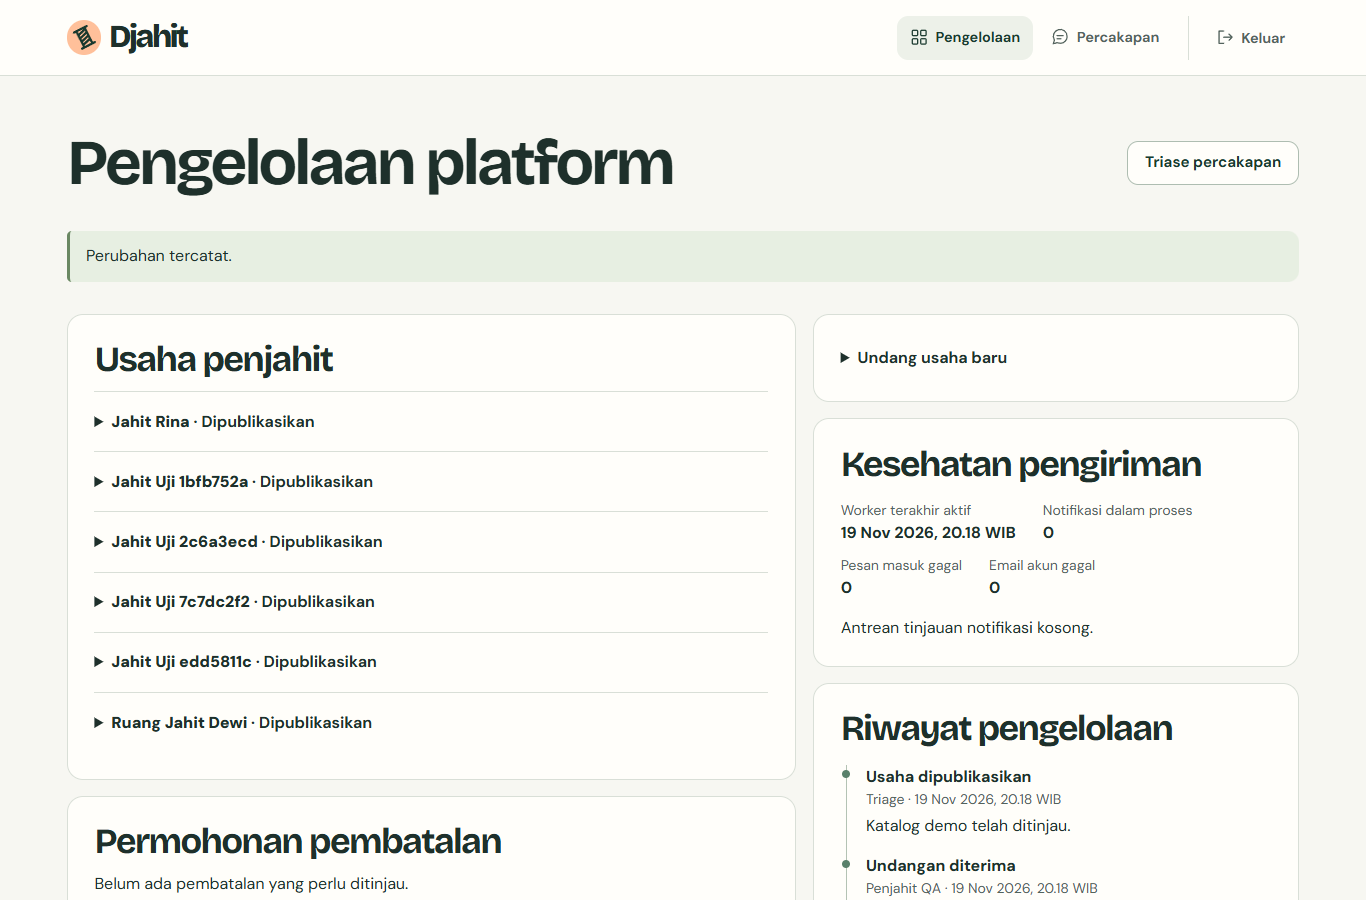 Djahit
Pengelolaan
Percakapan
Keluar
Pengelolaan platform
Triase percakapan
Perubahan tercatat.
Usaha penjahit
Jahit Rina · Dipublikasikan
Jahit Uji 1bfb752a · Dipublikasikan
Jahit Uji 2c6a3ecd · Dipublikasikan
Jahit Uji 7c7dc2f2 · Dipublikasikan
Jahit Uji edd5811c · Dipublikasikan
Ruang Jahit Dewi · Dipublikasikan
Permohonan pembatalan
Belum ada pembatalan yang perlu ditinjau.
Undang usaha baru
Kesehatan pengiriman
Worker terakhir aktif
19 Nov 2026, 20.18 WIB
Notifikasi dalam proses
0
Pesan masuk gagal
0
Email akun gagal
0
Antrean tinjauan notifikasi kosong.
Riwayat pengelolaan
Usaha dipublikasikan
Triage · 19 Nov 2026, 20.18 WIB
Katalog demo telah ditinjau.
Undangan diterima
Penjahit QA · 19 Nov 2026, 20.18 WIB